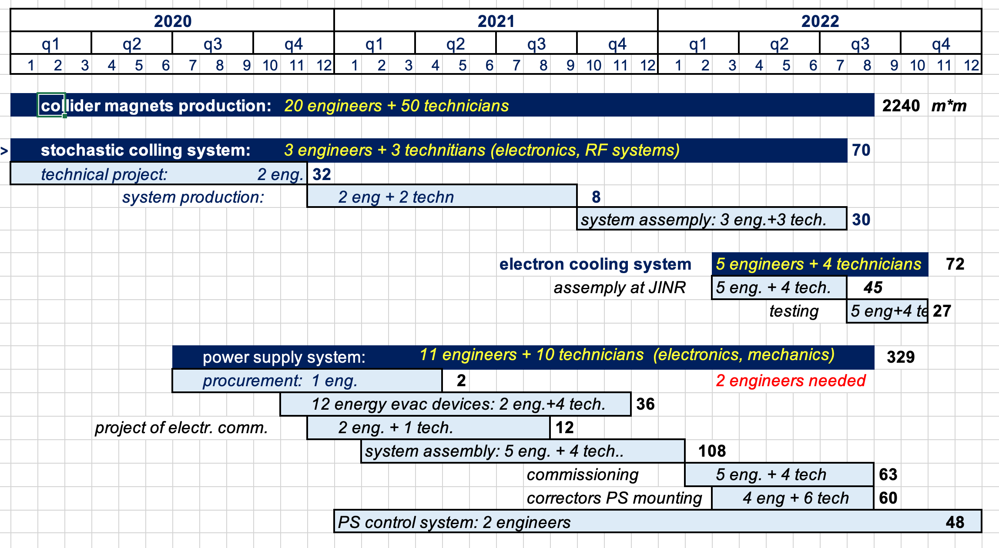 2020 2021 2022
q1 q2 q3 q4 q1 q2 q3 q4 q1 q2 q3 q4
1 2 3 4 5 6 7 8 9 10 11 12 1 2 3 4 5 6 7 8 9 10 11 12 1 2 3 4 5 6 7 8 9 10 11 12
collider magnets production: 20 engineers + 50 technicians 2240 m*m
> stochastic colling system: 3 engineers + 3 technitians (electronics, RF systems) 70
technical project: 2 eng. 32
system production: 2 eng + 2 techn 8
system assemply: 3 eng.+3 tech. 30
electron cooling system 5 engineers + 4 technicians 72
assemply at JINR 5 eng. + 4 tech. 45
testing 5 eng+4 te 27
power supply system: 11 engineers + 10 technicians (electronics, mechanics) 329
procurement: 1 eng. 2 2 engineers needed
12 energy evac devices: 2 eng.+4 tech. 36
project of electr. comm. 2 eng. + 1 tech. 12
system assembly: 5 eng. + 4 tech.. 108
commissioning 5 eng. + 4 tech 63
correctors PS mounting 4 eng + 6 tech 60
PS control system: 2 engineers 48